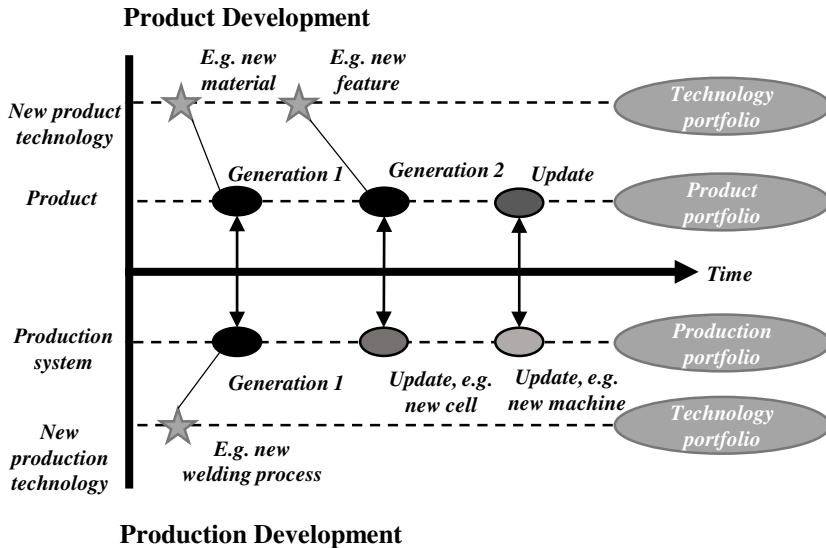 Product Development
E.g. new
material
E.g. new
feature
New product
technology
Technology
portfolio
Generation 1
Generation 2
Update
Product
Product
portfolio
Time
Production
system
Production
portfolio
Generation 1
Update, e.g.
new cell
Update, e.g.
new machine
New
production
technology
E.g. new
welding process
Technology
portfolio
Production Development